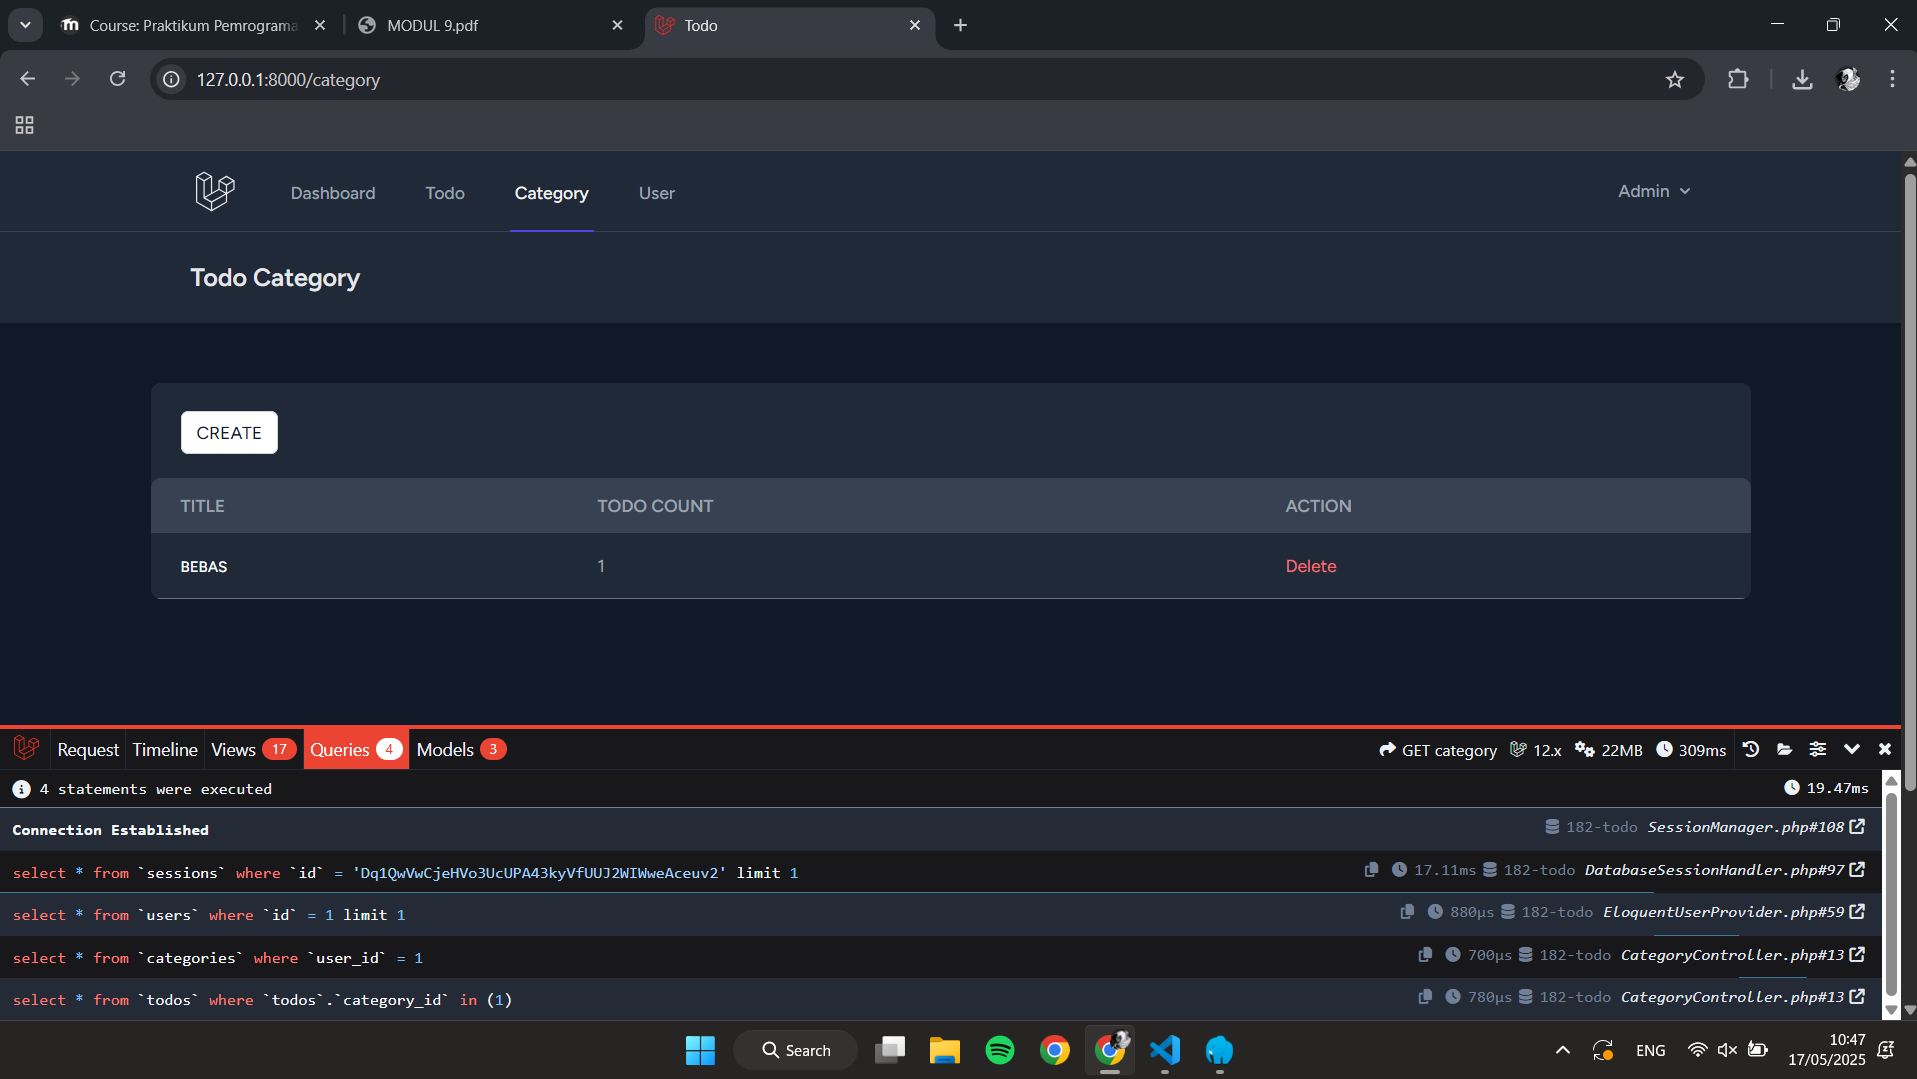 Course: Praktikum Pemrograma
MODUL 9.pdf
Todo
127.0.0.1:8000/category
Dashboard
Todo
Category
User
Admin
Todo Category
CREATE
TITLE
TODO COUNT
ACTION
BEBAS
1
Delete
Request
Timeline
Views 17
Queries 4
Models 3
GET category
12.x
22MB
309ms
4 statements were executed
19.47ms
Connection Established
182-todo SessionManager.php#108
select * from `sessions` where `id` = 'Dq1QwVwCjeHVo3UcUPA43kyVfUUJ2WIWweAceuv2' limit 1
17.11ms 182-todo DatabaseSessionHandler.php#97
select * from `users` where `id` = 1 limit 1
880μs 182-todo EloquentUserProvider.php#59
select * from `categories` where `user_id` = 1
700μs 182-todo CategoryController.php#13
select * from `todos` where `todos`.`category_id` in (1)
780μs 182-todo CategoryController.php#13
Search
ENG
10:47
17/05/2025